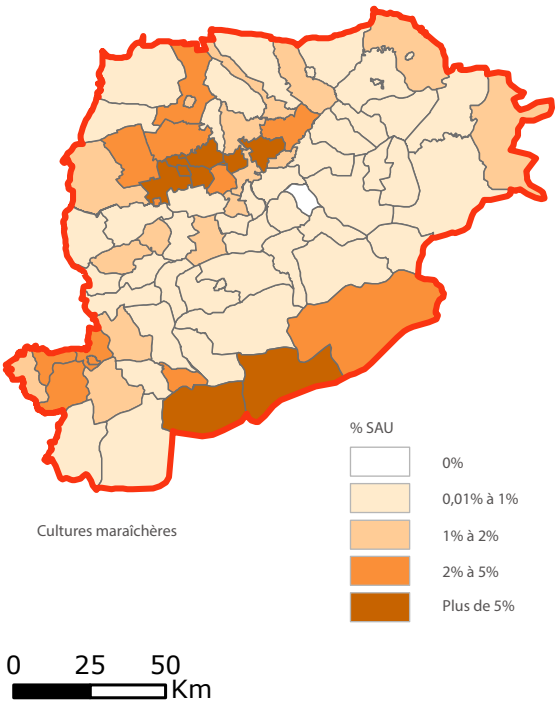 % SAU
0%
0,01% à 1%
1% à 2%
2% à 5%
Plus de 5%
Cultures maraîchères
0 25 50
Km